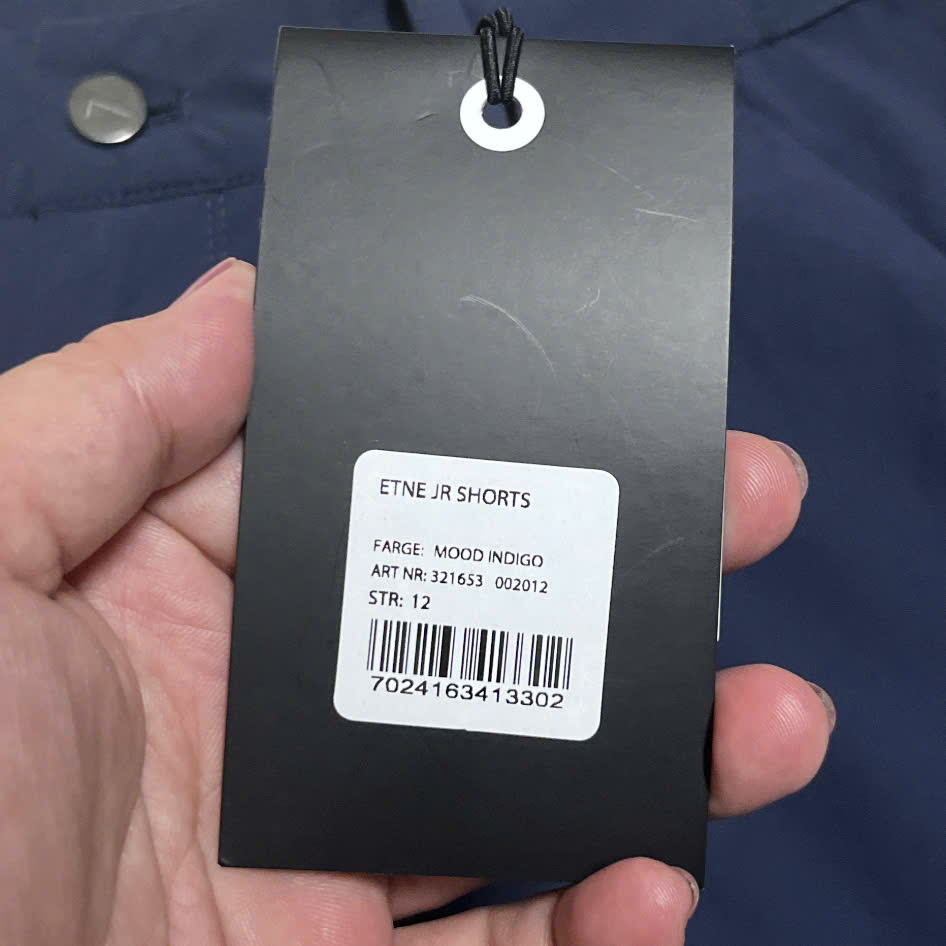 ETNE JR SHORTS
FARGE: MOOD INDIGO
ART NR: 321653 002012
STR: 12
7024163413302